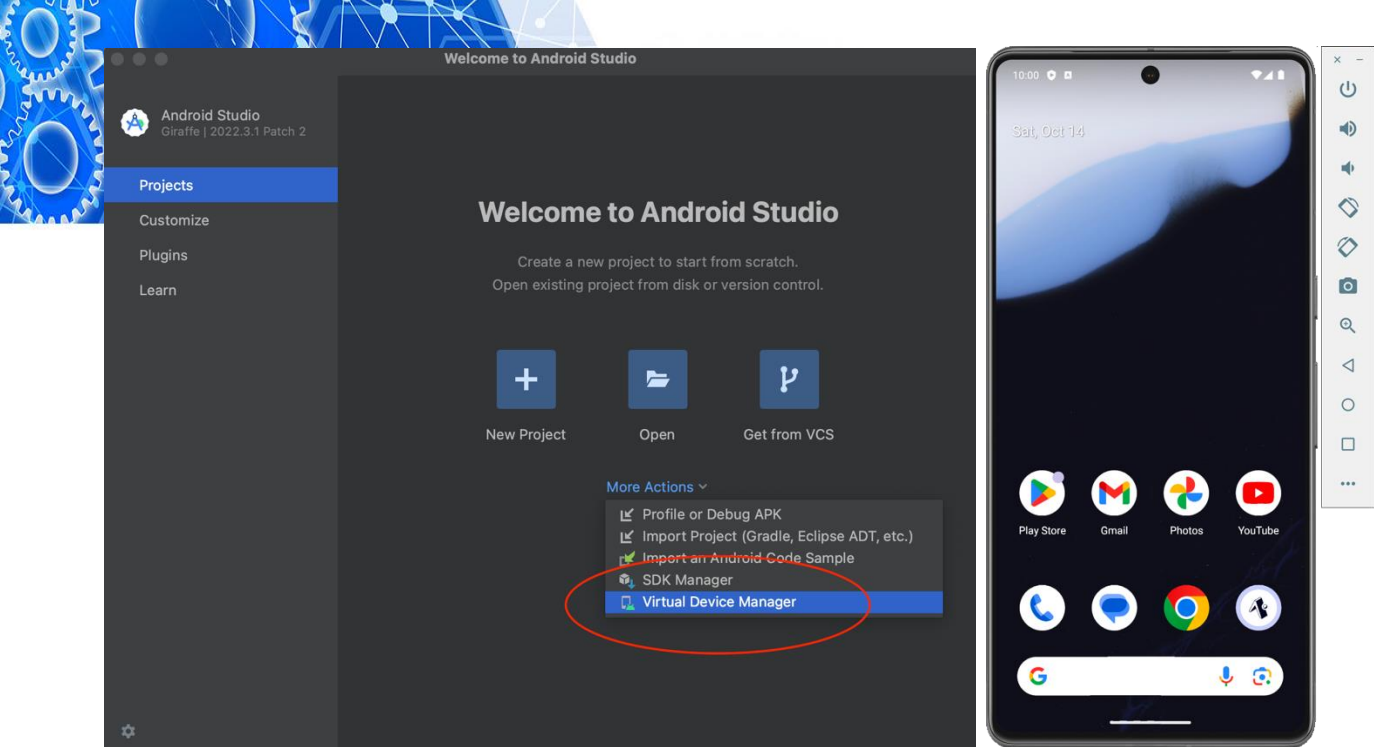 Welcome to Android Studio
Android Studio
Giraffe | 2022.3.1 Patch 2
Projects
Customize
Plugins
Learn
Welcome to Android Studio
Create a new project to start from scratch.
Open existing project from disk or version control.
New Project
Open
Get from VCS
More Actions
Profile or Debug APK
Import Project (Gradle, Eclipse ADT, etc.)
Import an Android Code Sample
SDK Manager
Virtual Device Manager
10:00
Sat, Oct 14
Play Store
Gmail
Photos
YouTube